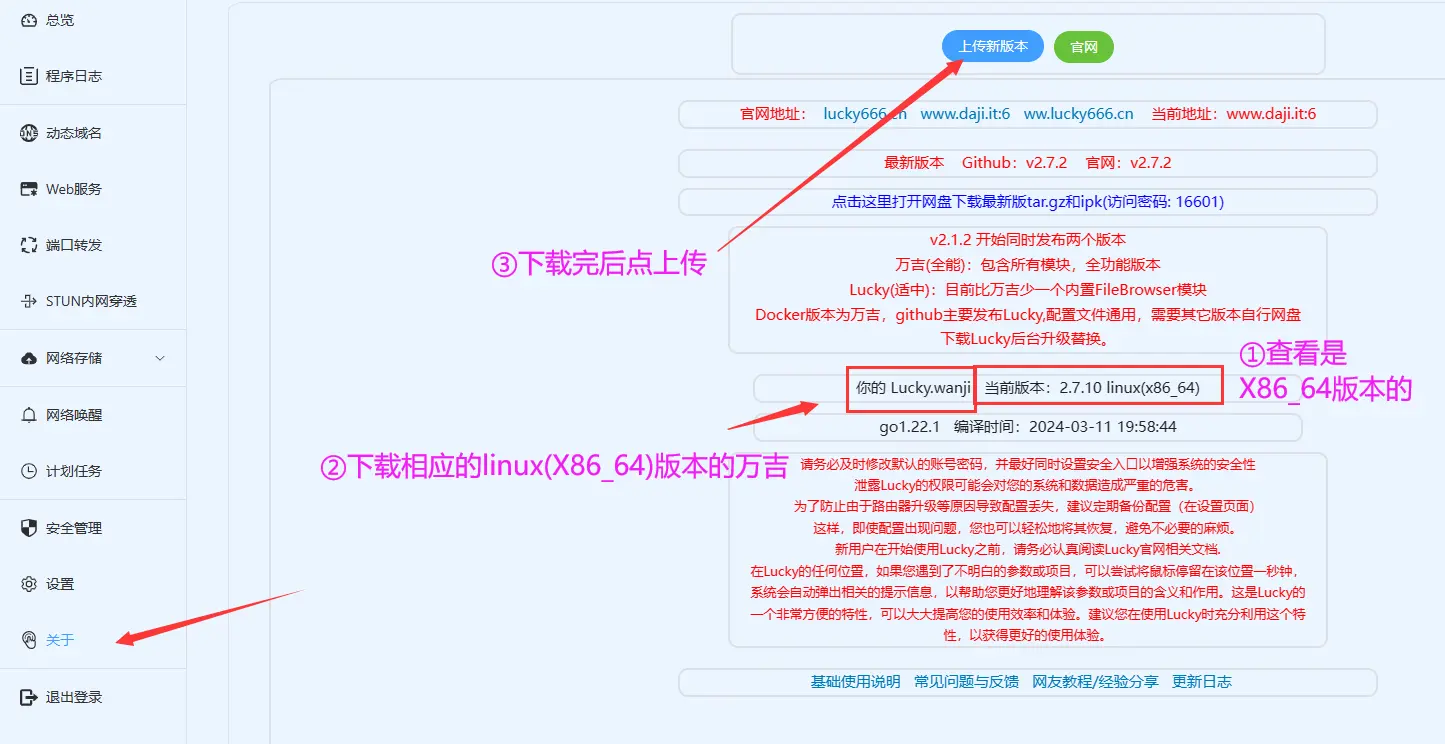 总览
程序日志
动态域名
Web服务
端口转发
STUN内网穿透
网络存储
网络唤醒
计划任务
安全管理
设置
关于
退出登录
上传新版本 官网
官网地址： lucky666.cn www.daji.it:6 ww.lucky666.cn 当前地址：www.daji.it:6
最新版本 Github：v2.7.2 官网：v2.7.2
点击这里打开网盘下载最新版tar.gz和ipk(访问密码: 16601)
③下载完后点上传
v2.1.2 开始同时发布两个版本
万吉(全能)：包含所有模块，全功能版本
Lucky(适中)：目前比万吉少一个内置FileBrowser模块
Docker版本为万吉，github主要发布Lucky,配置文件通用，需要其它版本自行网盘
下载Lucky后台升级替换。
①查看是
X86_64版本的
你的 Lucky.wanji 当前版本：2.7.10 linux(x86_64)
go1.22.1 编译时间：2024-03-11 19:58:44
②下载相应的linux(X86_64)版本的万吉
请务必及时修改默认的账号密码，并最好同时设置安全入口以增强系统的安全性
泄露Lucky的权限可能会对您的系统和数据造成严重的危害。
为了防止由于路由器升级等原因导致配置丢失，建议定期备份配置（在设置页面）
这样，即使配置出现问题，您也可以轻松地将其恢复，避免不必要的麻烦。
新用户在开始使用Lucky之前，请务必认真阅读Lucky官网相关文档.
在Lucky的任何位置，如果您遇到了不明白的参数或项目，可以尝试将鼠标停留在该位置一秒钟，
系统会自动弹出相关的提示信息，以帮助您更好地理解该参数或项目的含义和作用。这是Lucky的
一个非常方便的特性，可以大大提高您的使用效率和体验。建议您在使用Lucky时充分利用这个特
性，以获得更好的使用体验。
基础使用说明 常见问题与反馈 网友教程/经验分享 更新日志